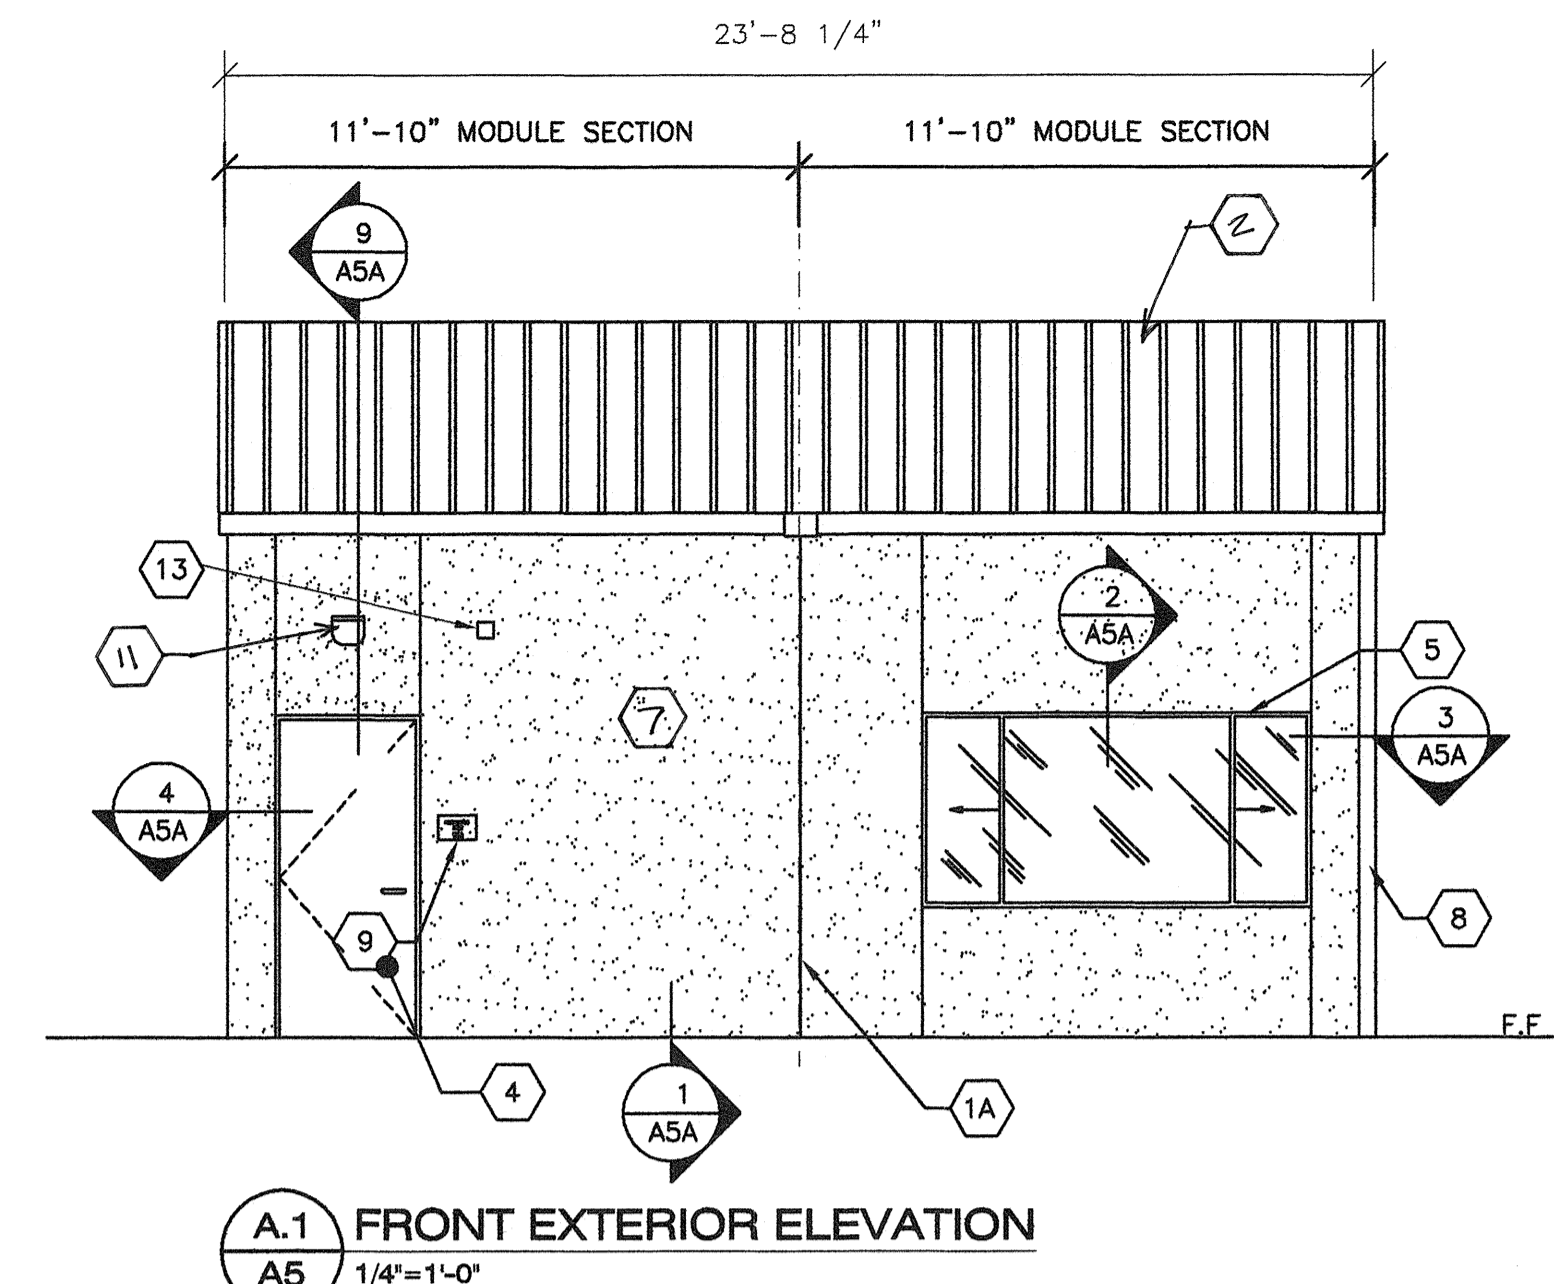 23'-8 1/4"
11'-10" MODULE SECTION
11'-10" MODULE SECTION
2
9
A5A
13
2
A5A
11
5
7
3
A5A
4
A5A
8
9
F.F
4
1
A5A
1A
A.1
FRONT EXTERIOR ELEVATION
A5
1/4"=1'-0"